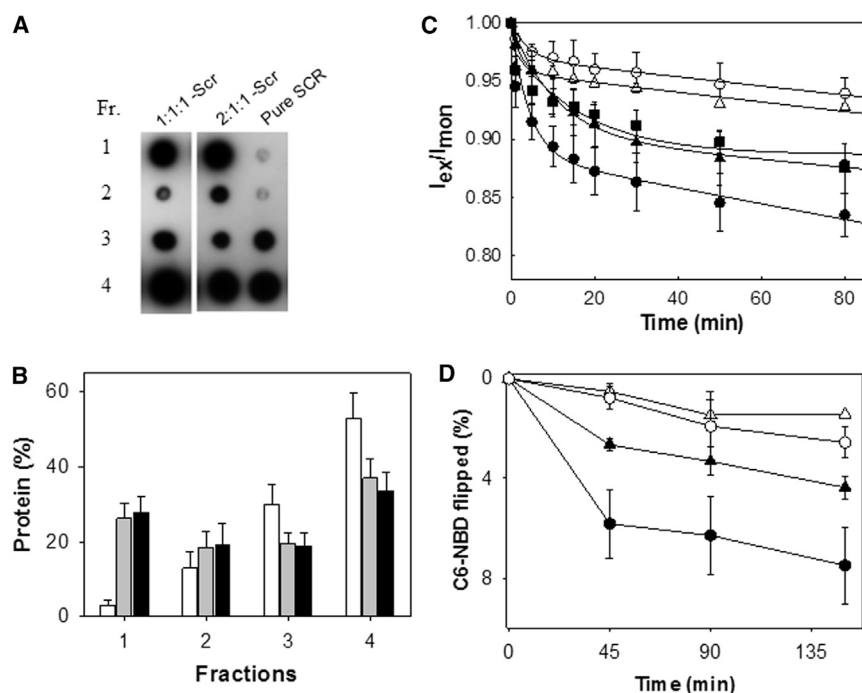 A
Fr.
1:1:1 -Scr
2:1:1-Scr
Pure SCR
1
2
3
4
B
Protein (%)
60
40
20
0
1 2 3 4
Fractions
C
Iex/Imon
1.00
0.95
0.90
0.85
0.80
0 20 40 60 80
Time (min)
D
C6-NBD flipped (%)
0
4
8
0 45 90 135
Time (min)